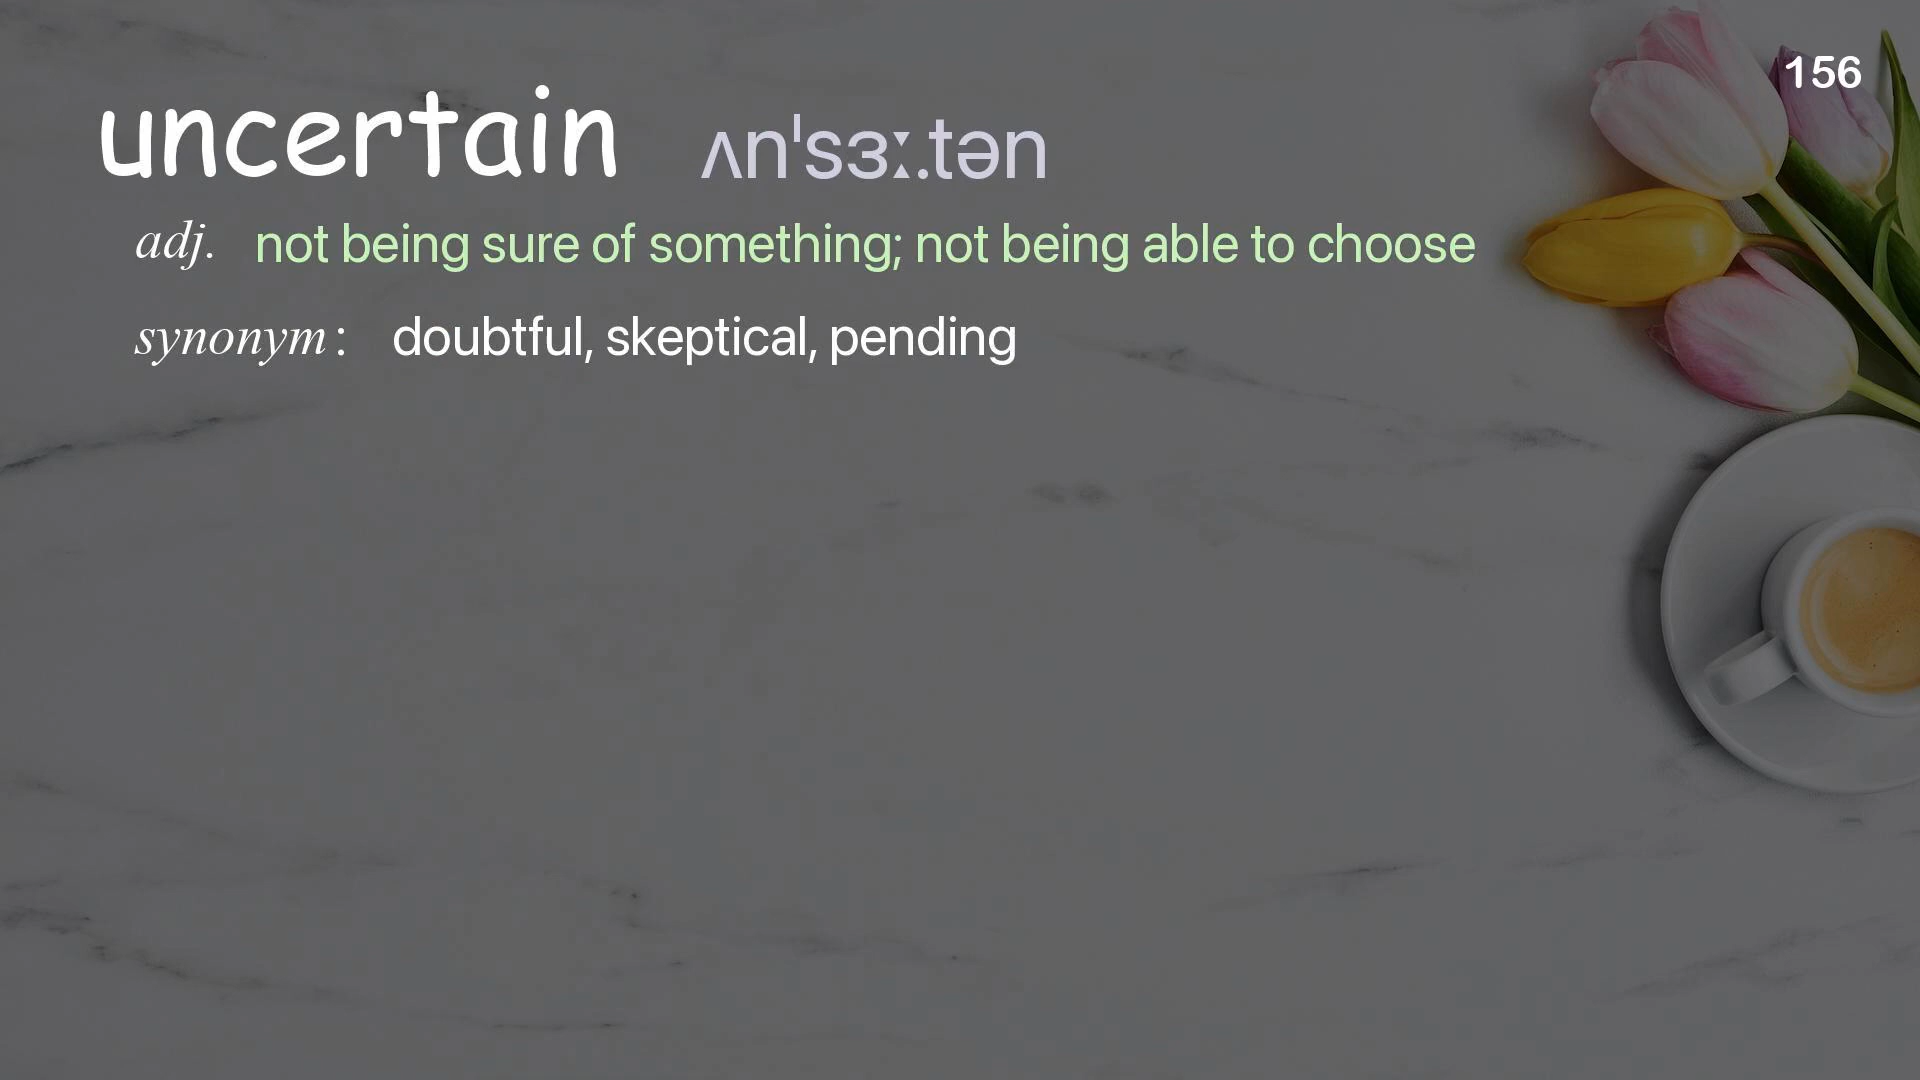 156
uncertain ʌnˈsɜː.tən
adj. not being sure of something; not being able to choose
synonym : doubtful, skeptical, pending